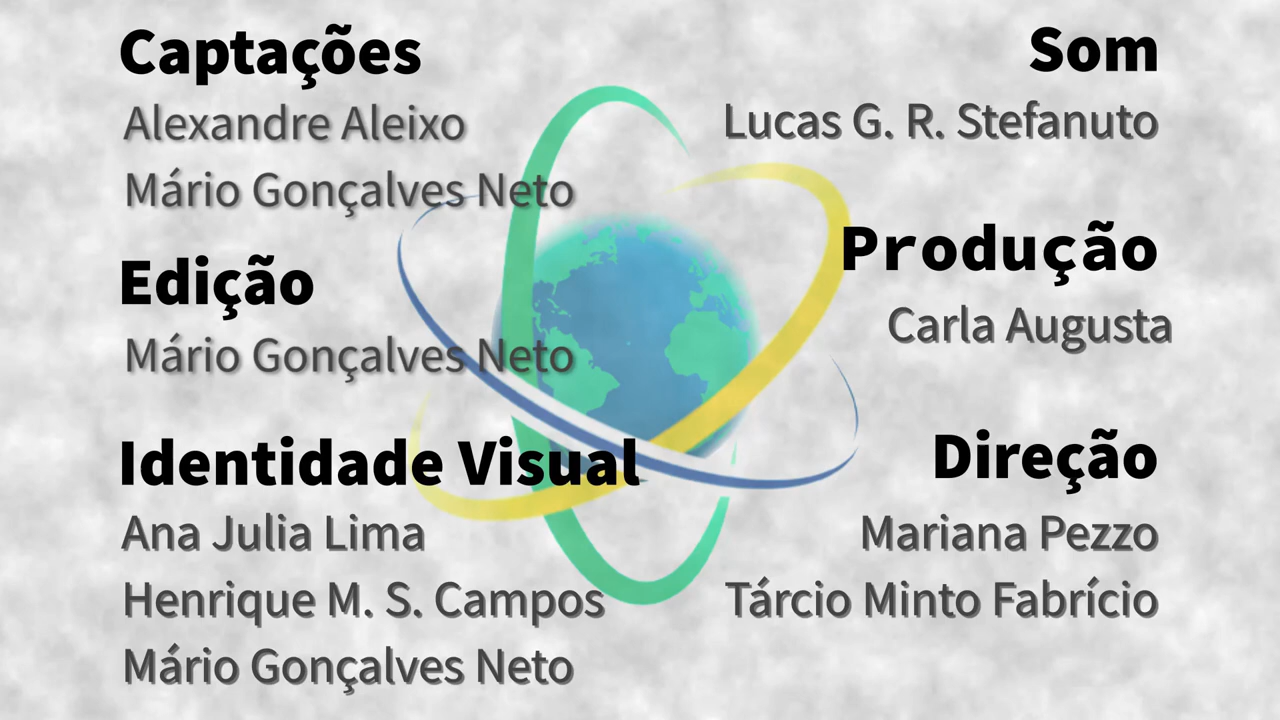 Captações
Alexandre Aleixo
Mário Gonçalves Neto
Edição
Mário Gonçalves Neto
Identidade Visual
Ana Julia Lima
Henrique M. S. Campos
Mário Gonçalves Neto
Som
Lucas G. R. Stefanuto
Produção
Carla Augusta
Direção
Mariana Pezzo
Tárcio Minto Fabrício